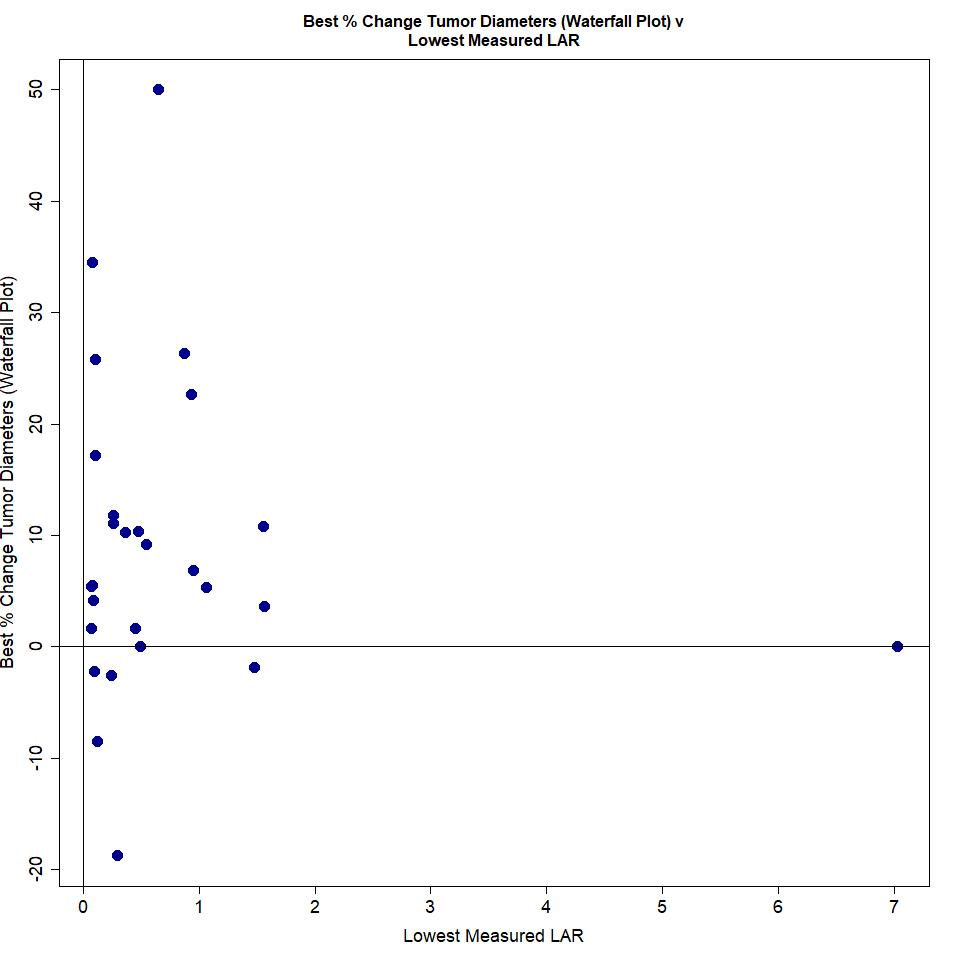 Best % Change Tumor Diameters (Waterfall Plot) v
Lowest Measured LAR
Best % Change Tumor Diameters (Waterfall Plot)
50
40
30
20
10
0
-10
-20
0 1 2 3 4 5 6 7
Lowest Measured LAR